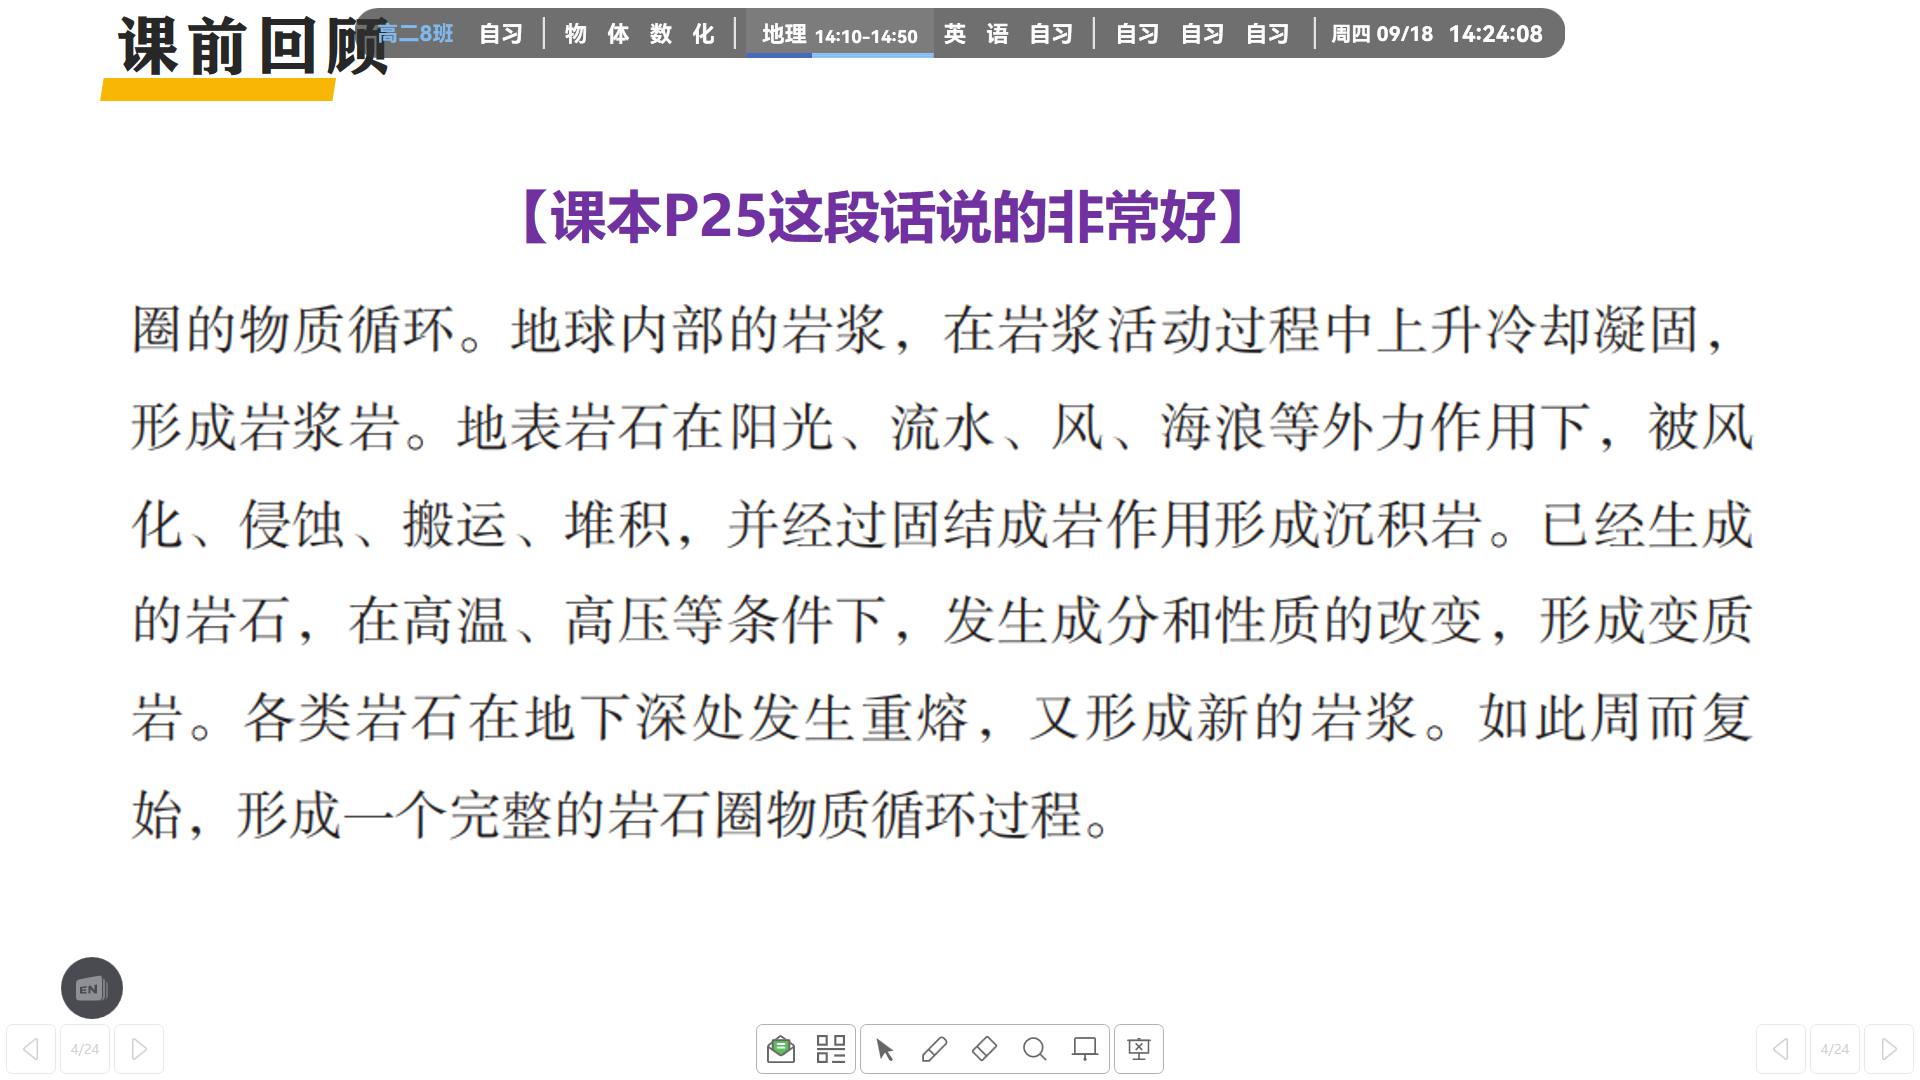 课前回顾
高二8班 自习 | 物 体 数 化 | 地理 14:10-14:50 英 语 自习 | 自习 自习 自习 | 周四 09/18 14:24:08
【课本P25这段话说的非常好】
圈的物质循环。地球内部的岩浆，在岩浆活动过程中上升冷却凝固，
形成岩浆岩。地表岩石在阳光、流水、风、海浪等外力作用下，被风
化、侵蚀、搬运、堆积，并经过固结成岩作用形成沉积岩。已经生成
的岩石，在高温、高压等条件下，发生成分和性质的改变，形成变质
岩。各类岩石在地下深处发生重熔，又形成新的岩浆。如此周而复
始，形成一个完整的岩石圈物质循环过程。
EN
4/24
4/24